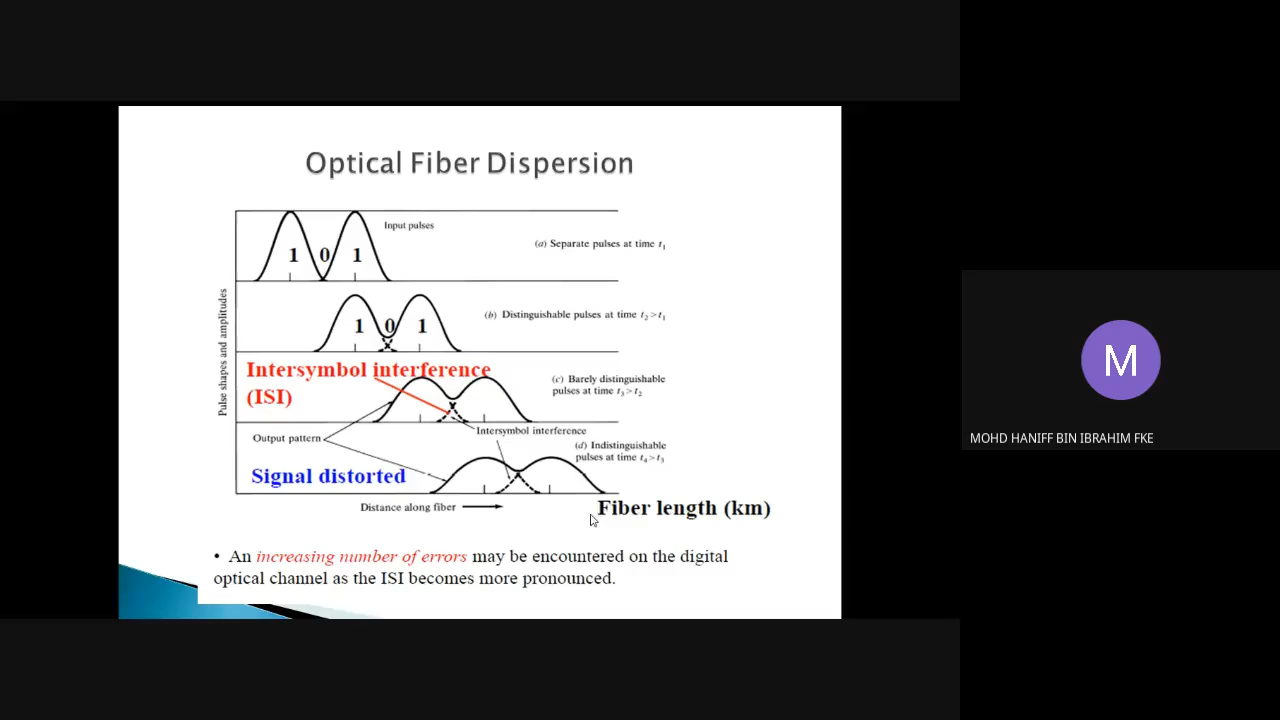 Optical Fiber Dispersion
Input pulses
1 0 1
(a) Separate pulses at time t1
(b) Distinguishable pulses at time t2>t1
1 0 1
Pulse shapes and amplitudes
Intersymbol interference
(ISI)
(c) Barely distinguishable
pulses at time t3>t2
Output pattern
Intersymbol interference
(d) Indistinguishable
pulses at time t4>t3
Signal distorted
Distance along fiber
Fiber length (km)
• An increasing number of errors may be encountered on the digital
optical channel as the ISI becomes more pronounced.
M
MOHD HANIFF BIN IBRAHIM FKE